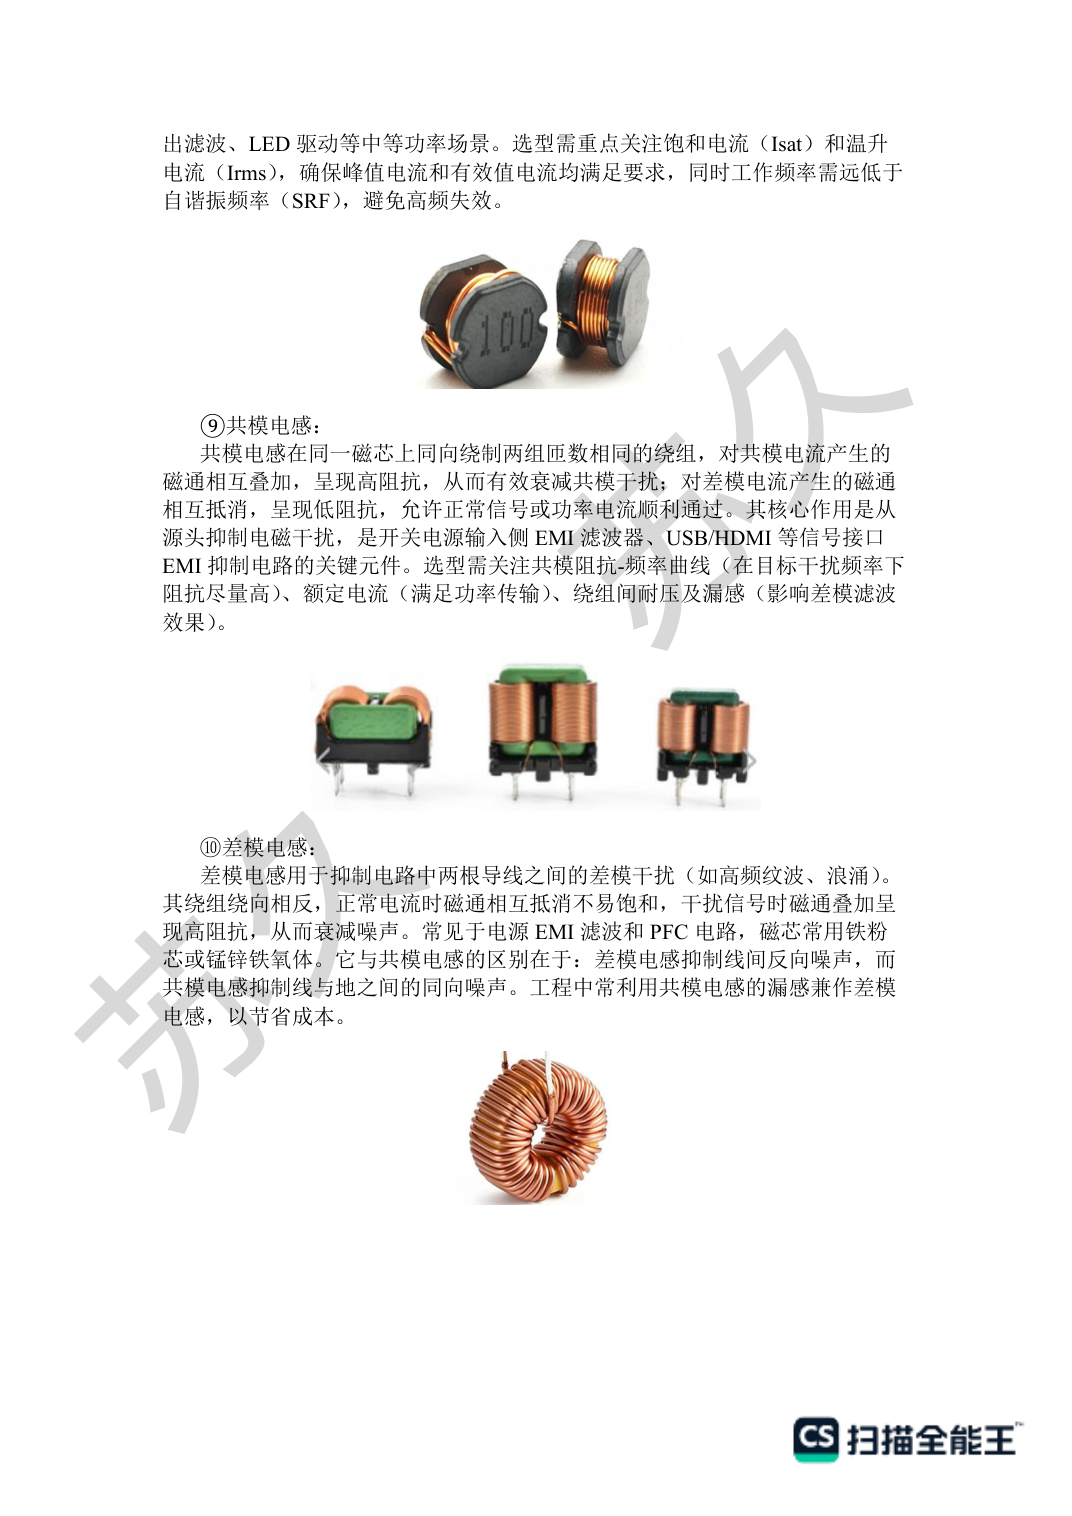 出滤波、LED 驱动等中等功率场景。选型需重点关注饱和电流（Isat）和温升
电流（Irms），确保峰值电流和有效值电流均满足要求，同时工作频率需远低于
自谐振频率（SRF），避免高频失效。
100
⑨共模电感：
共模电感在同一磁芯上同向绕制两组匝数相同的绕组，对共模电流产生的
磁通相互叠加，呈现高阻抗，从而有效衰减共模干扰；对差模电流产生的磁通
相互抵消，呈现低阻抗，允许正常信号或功率电流顺利通过。其核心作用是从
源头抑制电磁干扰，是开关电源输入侧 EMI 滤波器、USB/HDMI 等信号接口
EMI 抑制电路的关键元件。选型需关注共模阻抗-频率曲线（在目标干扰频率下
阻抗尽量高）、额定电流（满足功率传输）、绕组间耐压及漏感（影响差模滤波
效果）。
⑩差模电感：
差模电感用于抑制电路中两根导线之间的差模干扰（如高频纹波、浪涌）。
其绕组绕向相反，正常电流时磁通相互抵消不易饱和，干扰信号时磁通叠加呈
现高阻抗，从而衰减噪声。常见于电源 EMI 滤波和 PFC 电路，磁芯常用铁粉
芯或锰锌铁氧体。它与共模电感的区别在于：差模电感抑制线间反向噪声，而
共模电感抑制线与地之间的同向噪声。工程中常利用共模电感的漏感兼作差模
电感，以节省成本。
苏久
苏久
CS 扫描全能王™